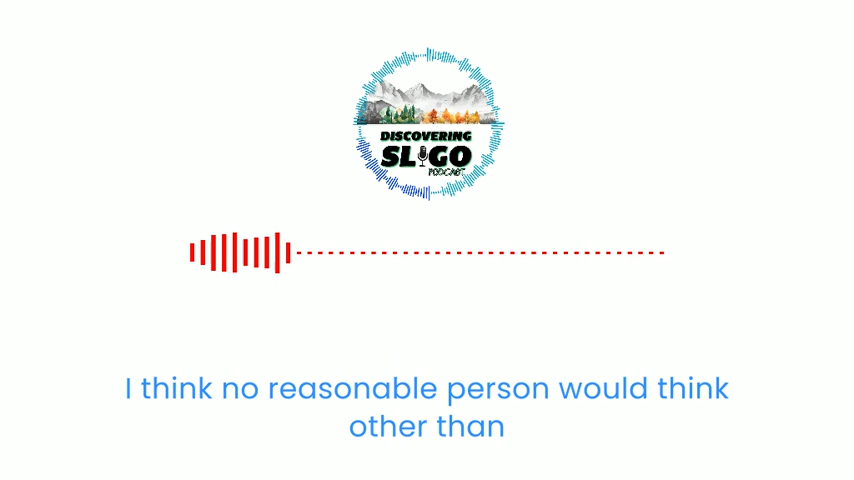 DISCOVERING
SLIGO
PODCAST
I think no reasonable person would think
other than